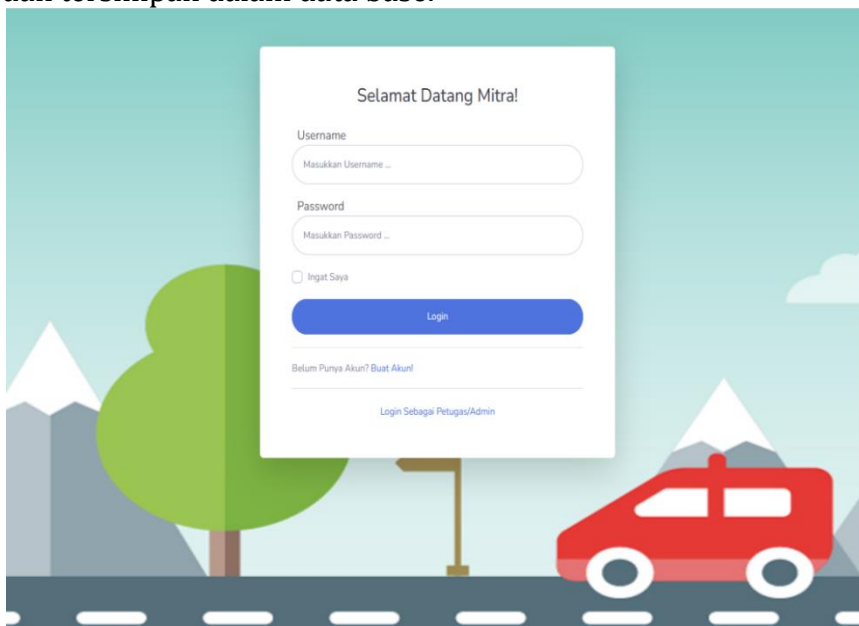 Selamat Datang Mitra!
Username
Masukkan Username ...
Password
Masukkan Password ...
Ingat Saya
Login
Belum Punya Akun? Buat Akun!
Login Sebagai Petugas/Admin